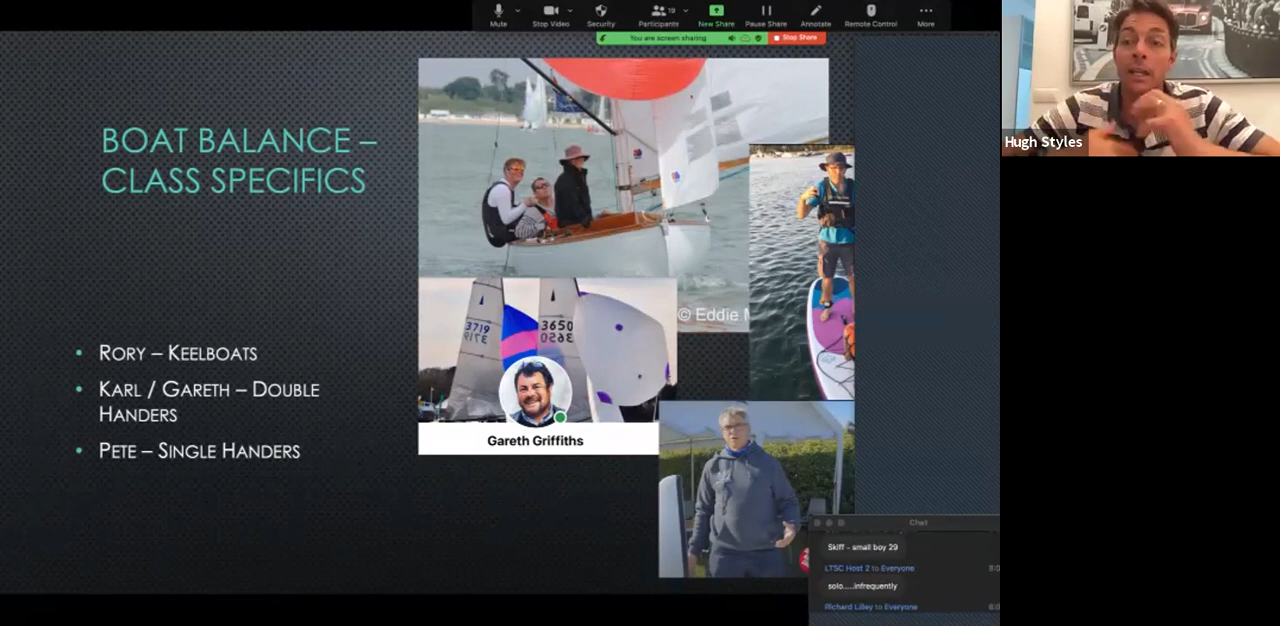 Mute
Stop Video
Security
Participants
19
New Share
Pause Share
Annotate
Remote Control
More
You are screen sharing
Stop Share
Hugh Styles
BOAT BALANCE –
CLASS SPECIFICS
• RORY – KEELBOATS
• KARL / GARETH – DOUBLE
HANDERS
• PETE – SINGLE HANDERS
3719
3650
© Eddie M
Gareth Griffiths
Chat
Skiff - small boy 29
LTSC Host 2 to Everyone
solo.....infrequently
Richard Lilley to Everyone